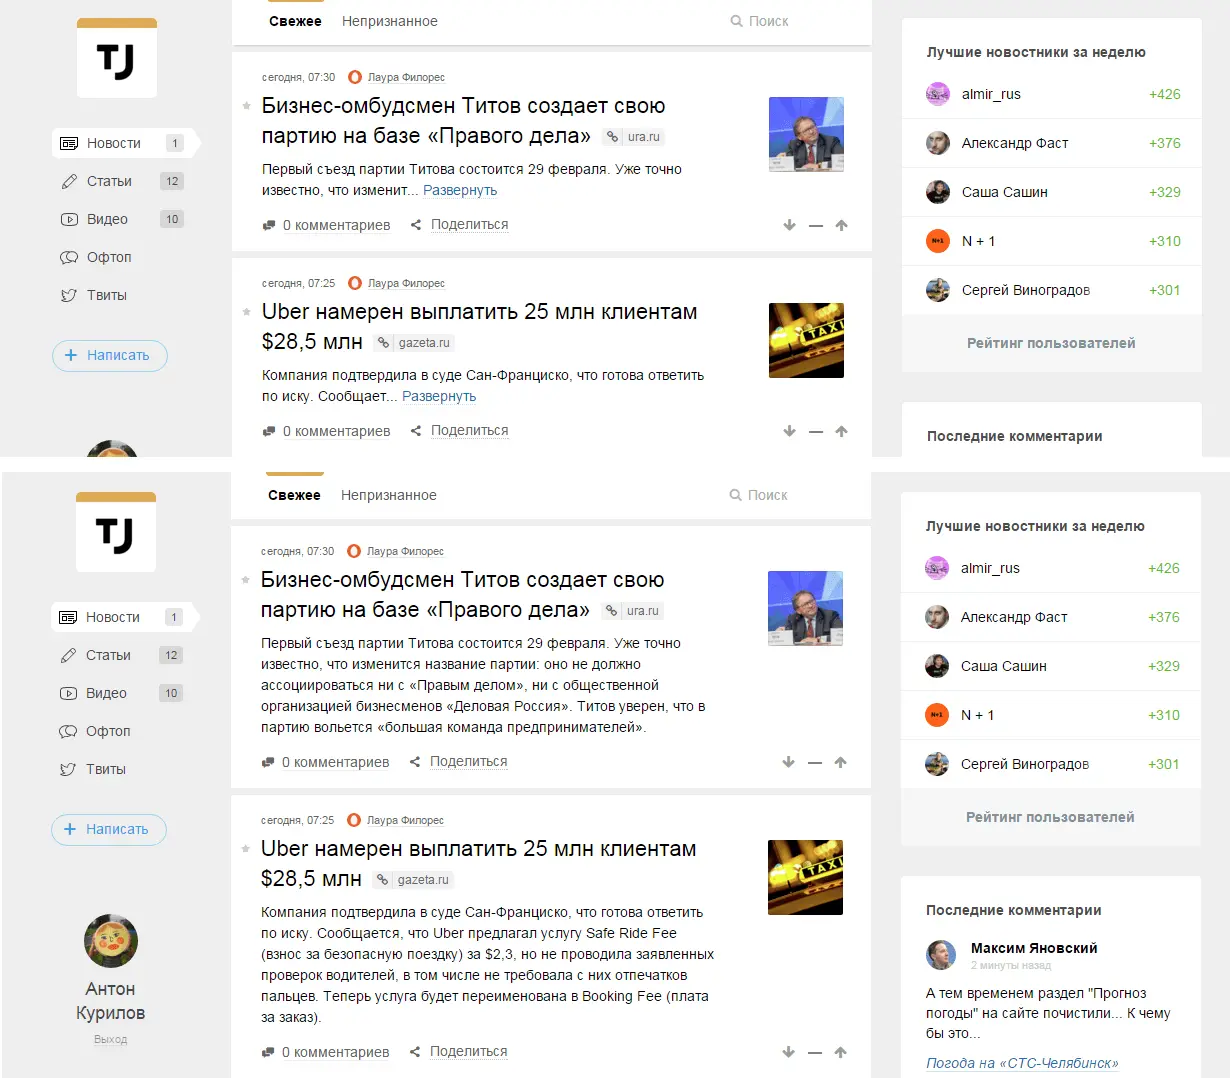 TJ
Новости 1
Статьи 12
Видео 10
Офтоп
Твиты
+ Написать
Свежее Непризнанное Поиск
сегодня, 07:30 Лаура Филорес
Бизнес-омбудсмен Титов создает свою
партию на базе «Правого дела» ura.ru
Первый съезд партии Титова состоится 29 февраля. Уже точно
известно, что изменит... Развернуть
0 комментариев Поделиться
сегодня, 07:25 Лаура Филорес
Uber намерен выплатить 25 млн клиентам
$28,5 млн gazeta.ru
Компания подтвердила в суде Сан-Франциско, что готова ответить
по иску. Сообщает... Развернуть
0 комментариев Поделиться
Лучшие новостники за неделю
almir_rus +426
Александр Фаст +376
Саша Сашин +329
N+1
N + 1 +310
Сергей Виноградов +301
Рейтинг пользователей
Последние комментарии
TJ
Новости 1
Статьи 12
Видео 10
Офтоп
Твиты
+ Написать
Антон
Курилов
Выход
Свежее Непризнанное Поиск
сегодня, 07:30 Лаура Филорес
Бизнес-омбудсмен Титов создает свою
партию на базе «Правого дела» ura.ru
Первый съезд партии Титова состоится 29 февраля. Уже точно
известно, что изменится название партии: оно не должно
ассоциироваться ни с «Правым делом», ни с общественной
организацией бизнесменов «Деловая Россия». Титов уверен, что в
партию вольется «большая команда предпринимателей».
0 комментариев Поделиться
сегодня, 07:25 Лаура Филорес
Uber намерен выплатить 25 млн клиентам
$28,5 млн gazeta.ru
Компания подтвердила в суде Сан-Франциско, что готова ответить
по иску. Сообщается, что Uber предлагал услугу Safe Ride Fee
(взнос за безопасную поездку) за $2,3, но не проводила заявленных
проверок водителей, в том числе не требовала с них отпечатков
пальцев. Теперь услуга будет переименована в Booking Fee (плата
за заказ).
0 комментариев Поделиться
Лучшие новостники за неделю
almir_rus +426
Александр Фаст +376
Саша Сашин +329
N+1
N + 1 +310
Сергей Виноградов +301
Рейтинг пользователей
Последние комментарии
Максим Яновский
2 минуты назад
А тем временем раздел "Прогноз
погоды" на сайте почистили... К чему
бы это...
Погода на «СТС-Челябинск»
TAXI
TAXI